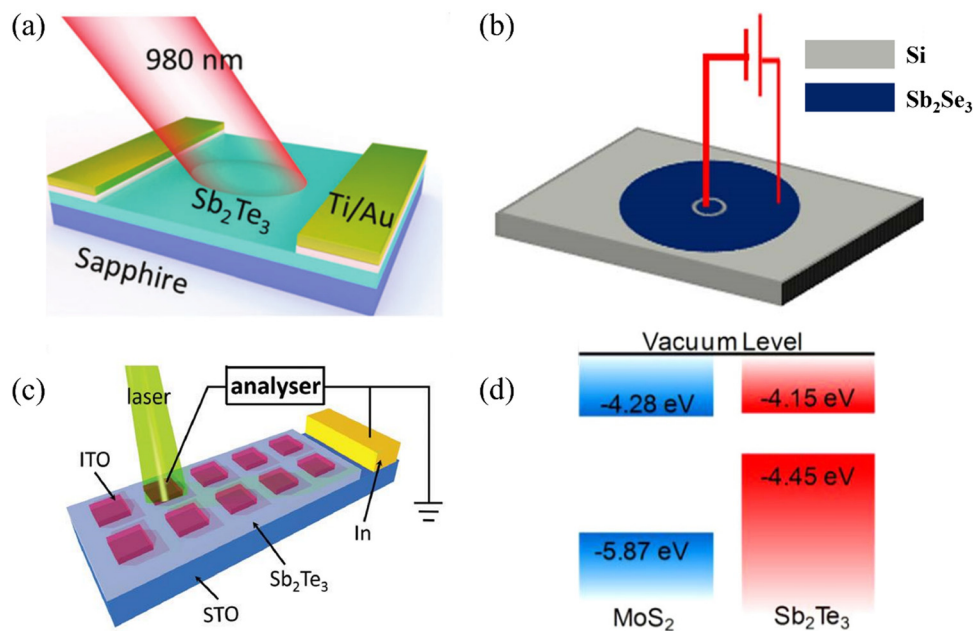 (a)
980 nm
Sb₂Te₃
Ti/Au
Sapphire
(b)
Si
Sb₂Se₃
(c)
laser
analyser
ITO
In
Sb₂Te₃
STO
(d)
Vacuum Level
-4.28 eV
-4.15 eV
-4.45 eV
-5.87 eV
MoS₂
Sb₂Te₃